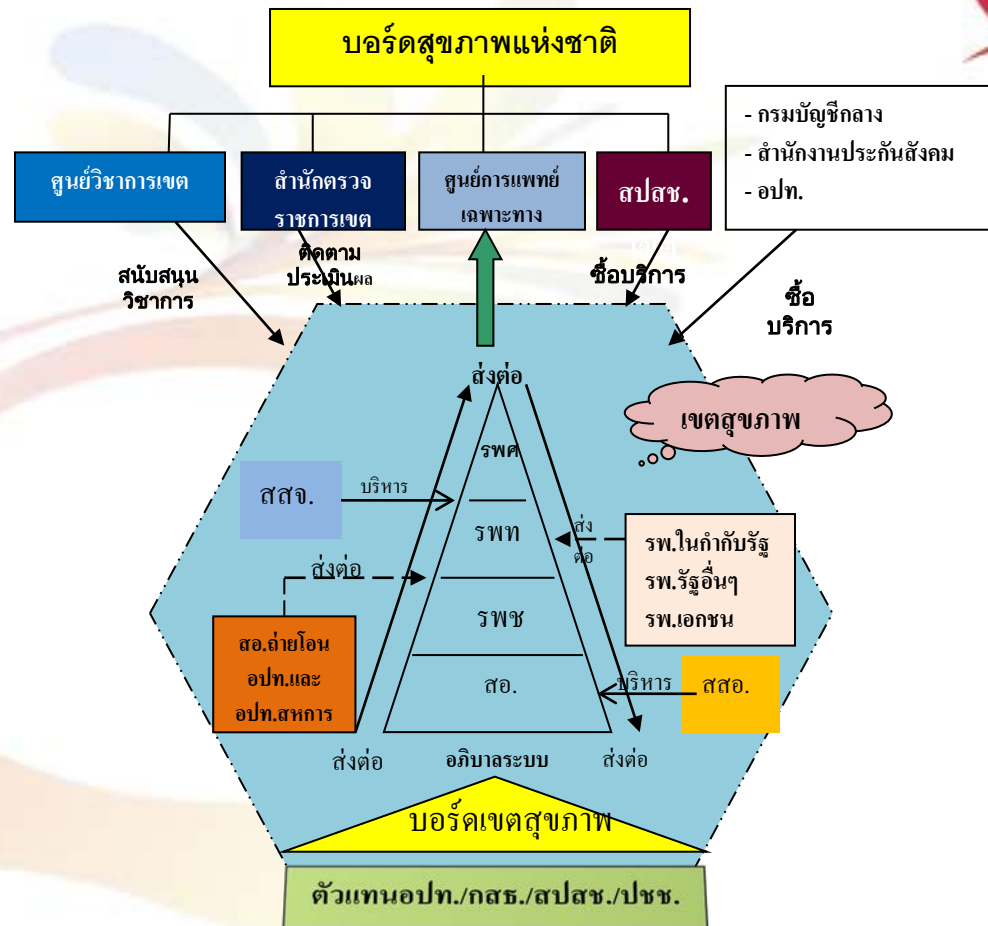 บอร์ดสุขภาพแห่งชาติ
- กรมบัญชีกลาง
- สำนักงานประกันสังคม
- อปท.
ศูนย์วิชาการเขต
สำนักตรวจ
ราชการเขต
ศูนย์การแพทย์
เฉพาะทาง
สปสช.
สนับสนุน
วิชาการ
ติดตาม
ประเมินผล
ซื้อบริการ
ซื้อ
บริการ
ส่งต่อ
เขตสุขภาพ
รพศ
สสจ.
บริหาร
รพท
ส่ง
ต่อ
รพ.ในกำกับรัฐ
รพ.รัฐอื่นๆ
รพ.เอกชน
ส่งต่อ
รพช
สอ.ถ่ายโอน
อปท.และ
อปท.สหการ
สอ.
บริหาร
สสอ.
ส่งต่อ
อภิบาลระบบ
ส่งต่อ
บอร์ดเขตสุขภาพ
ตัวแทนอปท./กสธ./สปสช./ปชช.